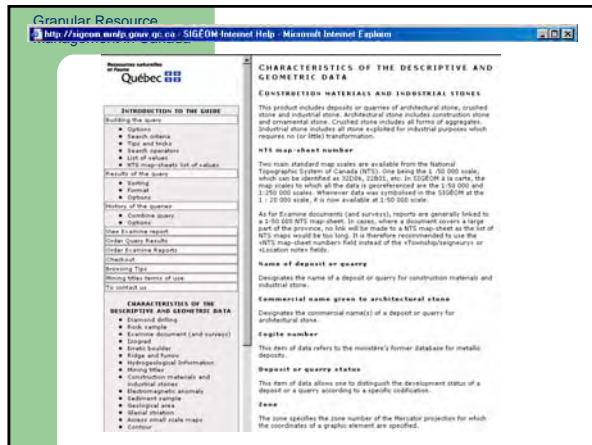 Granular Resource
Management in Canada
http://sigeom.mrnfp.gouv.qc.ca - SIGÉOM-Internet Help - Microsoft Internet Explorer
Ressources naturelles
et Faune
Québec
INTRODUCTION TO THE GUIDE
Building the query
Options
Search criteria
Tips and tricks
Search operators
List of values
NTS map-sheets list of values
Results of the query
Sorting
Format
Options
History of the queries
Combine query
Options
View Examine report
Order Query Results
Order Examine Reports
Checkout
Browsing Tips
Mining titles terms of use
To contact us
CHARACTERISTICS OF THE
DESCRIPTIVE AND GEOMETRIC DATA
Diamond drilling
Rock sample
Examine document (and surveys)
Isograd
Erratic boulder
Ridge and furrow
Hydrogeological Information
Mining titles
Construction materials and
industrial stones
Electromagnetic anomaly
Sediment sample
Geological area
Glacial striation
Access small scale maps
Contour
CHARACTERISTICS OF THE DESCRIPTIVE AND
GEOMETRIC DATA
CONSTRUCTION MATERIALS AND INDUSTRIAL STONES
This product includes deposits or quarries of architectural stone, crushed
stone and industrial stone. Architectural stone includes construction stone
and ornamental stone. Crushed stone includes all forms of aggregates.
Industrial stone includes all stone exploited for industrial purposes which
requires no (or little) transformation.
NTS map-sheet number
Two main standard map scales are available from the National
Topographic System of Canada (NTS). One being the 1 /50 000 scale,
which can be identified as 32D06, 22B01, etc. In SIGÉOM à la carte, the
map scales to which all the data is georeferenced are the 1:50 000 and
1:250 000 scales. Wherever data was symbolised in the SIGÉOM at the
1 : 20 000 scale, it is now available at 1:50 000 scale.
As for Examine documents (and surveys), reports are generally linked to
a 1:50 000 NTS map-sheet. In cases, where a document covers a large
part of the province, no link will be made to a NTS map-sheet as the list of
NTS maps would be too long. It is therefore recommended to use the
«NTS map-sheet number» field instead of the «Township/seigneury» or
«Location note» fields.
Name of deposit or quarry
Designates the name of a deposit or quarry for construction materials and
industrial stone.
Commercial name given to architectural stone
Designates the commercial name(s) of a deposit or quarry for
architectural stone.
Cogite number
This item of data refers to the ministère's former database for metallic
deposits.
Deposit or quarry status
This item of data allows one to distinguish the development status of a
deposit or a quarry according to a specific codification.
Zone
The zone specifies the zone number of the Mercator projection for which
the coordinates of a graphic element are specified.